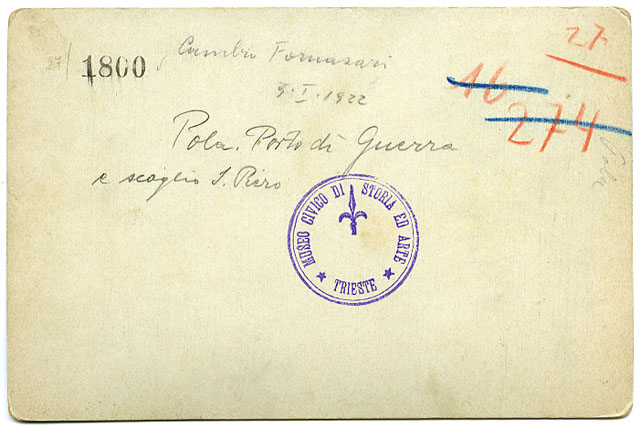 27
27/
1800
Cambio Fornasari
16
9·I·1922
274
Pola. Porto di Guerra
e scoglio S. Piero
MUSEO CIVICO DI STORIA ED ARTE
★ TRIESTE ★